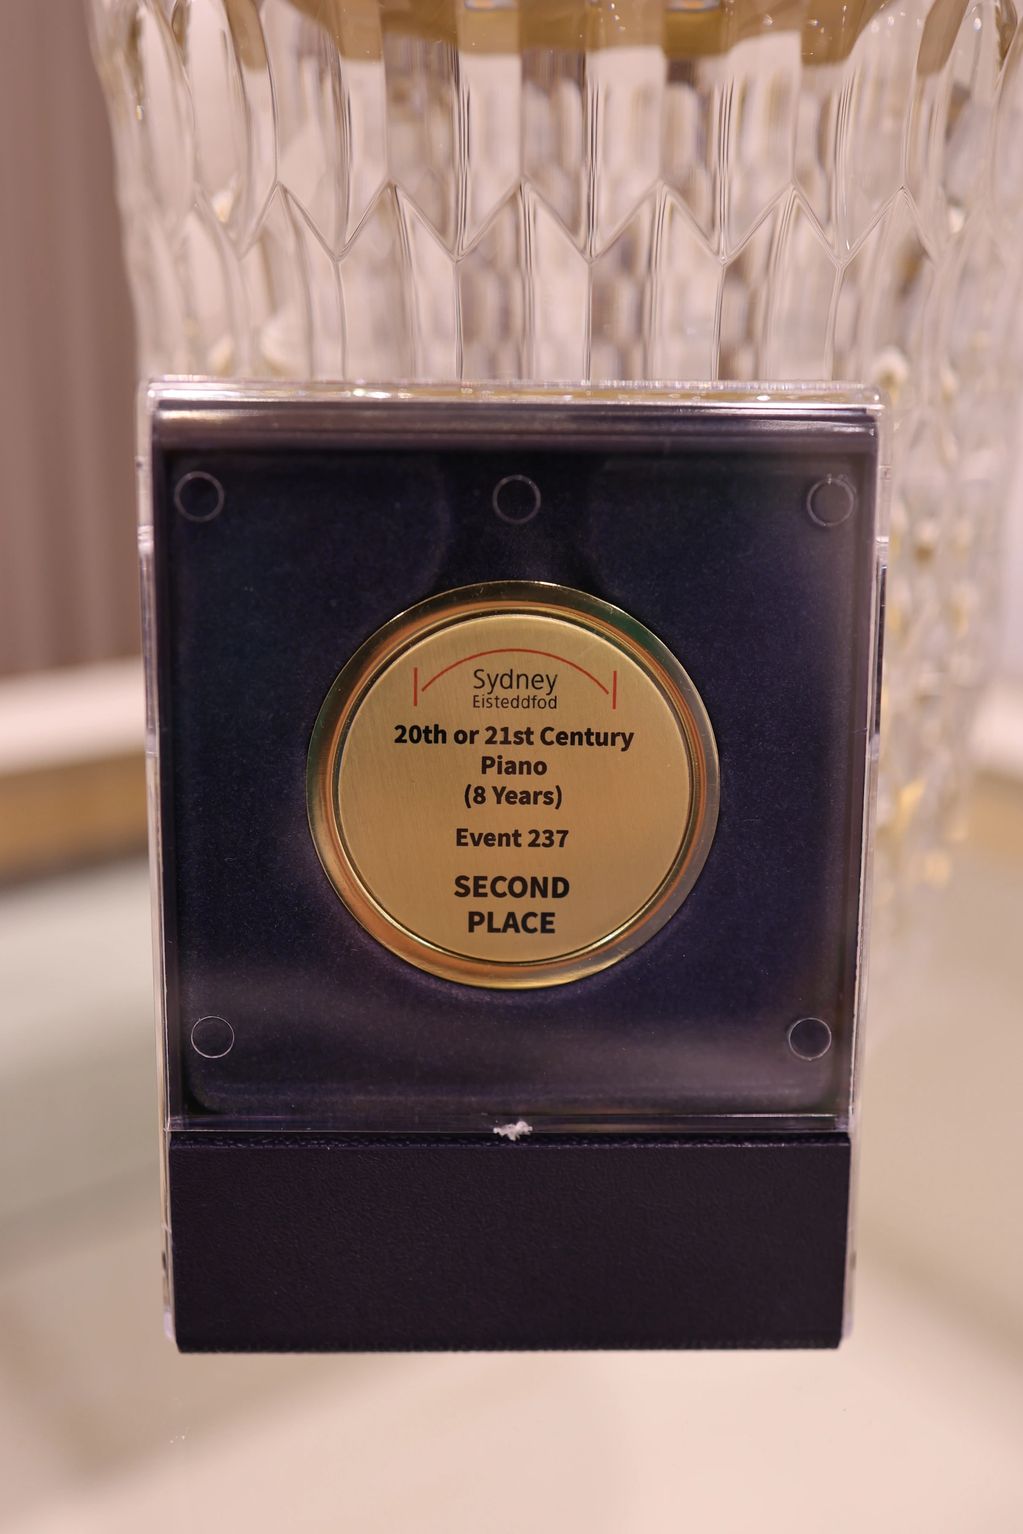 Sydney
Eisteddfod
20th or 21st Century
Piano
(8 Years)
Event 237
SECOND
PLACE